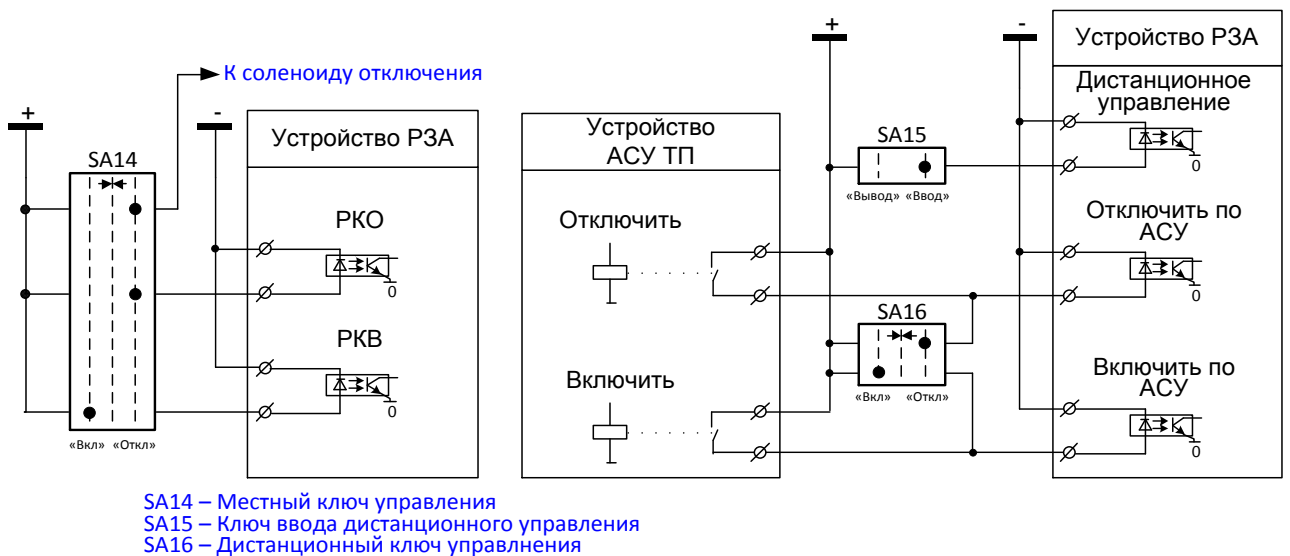 К соленоиду отключения
+
-
SA14
«Вкл» «Откл»
Устройство РЗА
РКО
0
РКВ
0
Устройство
АСУ ТП
Отключить
Включить
+
-
SA15
«Вывод» «Ввод»
SA16
«Вкл» «Откл»
Устройство РЗА
Дистанционное
управление
0
Отключить по
АСУ
0
Включить по
АСУ
0
SA14 – Местный ключ управления
SA15 – Ключ ввода дистанционного управления
SA16 – Дистанционный ключ управлнения